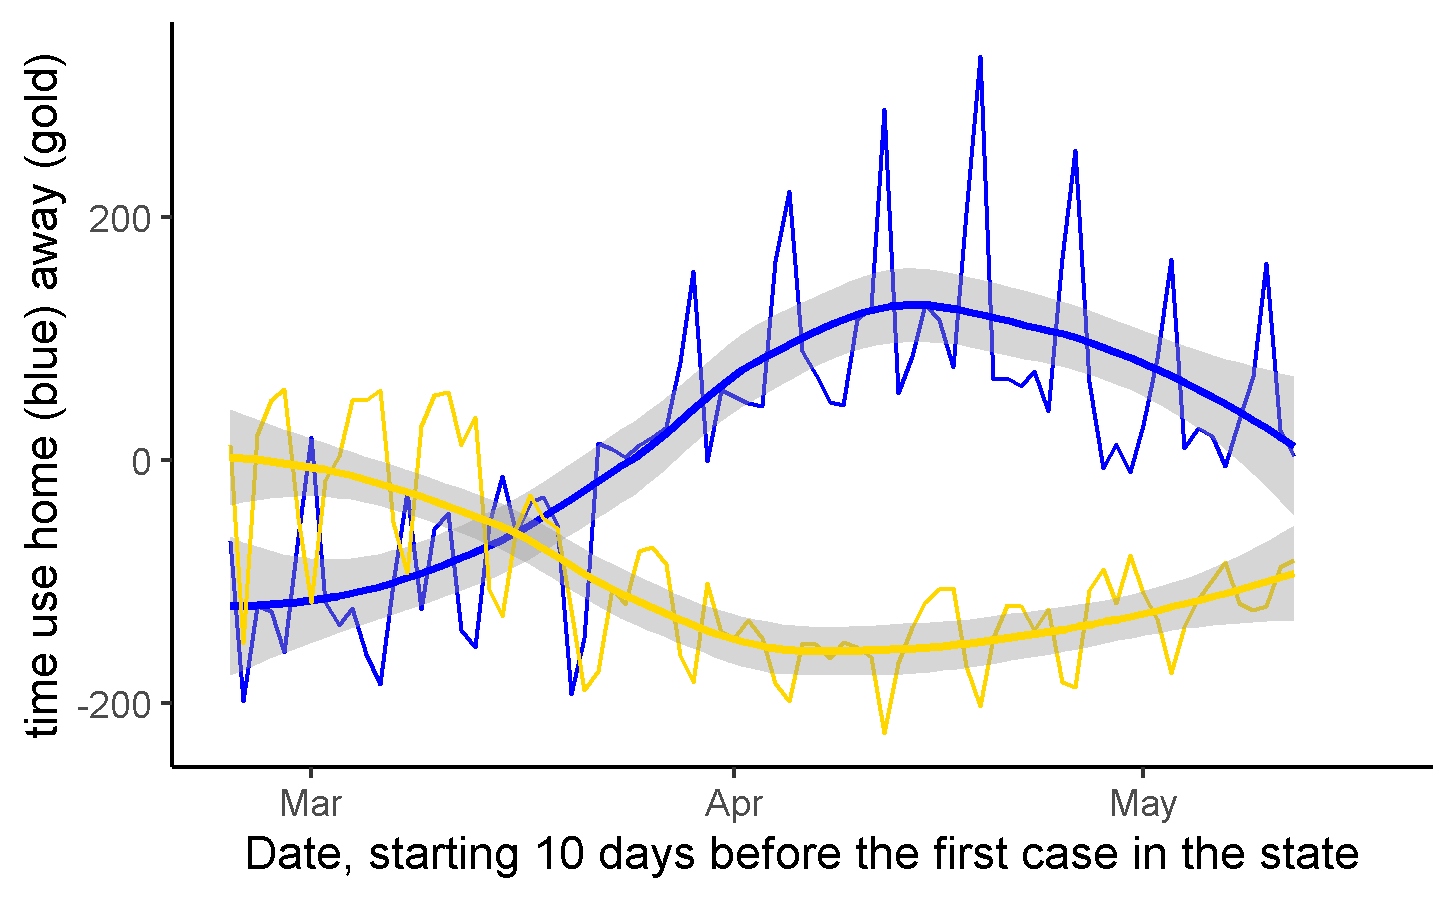 time use home (blue) away (gold)
200
0
-200
Mar Apr May
Date, starting 10 days before the first case in the state